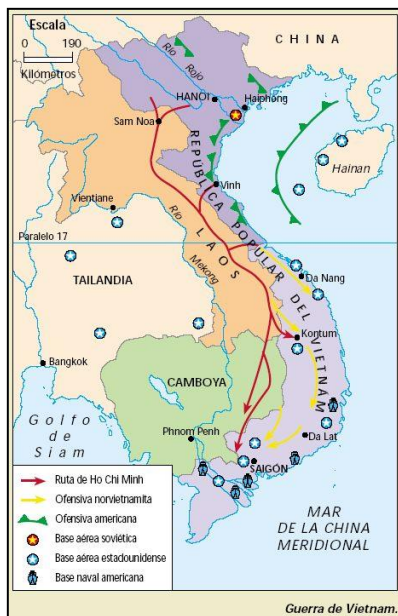 Escala
0 190
Kilómetros
CHINA
Río
Rojo
HANOI
Haiphong
Sam Noa
Hainan
REPÚBLICA POPULAR DEL VIETNAM
Vinh
Vientiane
Río
Mekong
LAOS
Paralelo 17
TAILANDIA
Da Nang
Kontum
Bangkok
CAMBOYA
Golfo
de
Siam
Phnom Penh
Da Lat
SAIGÓN
MAR
DE LA CHINA
MERIDIONAL
Ruta de Ho Chi Minh
Ofensiva norvietnamita
Ofensiva americana
Base aérea soviética
Base aérea estadounidense
Base naval americana
Guerra de Vietnam.